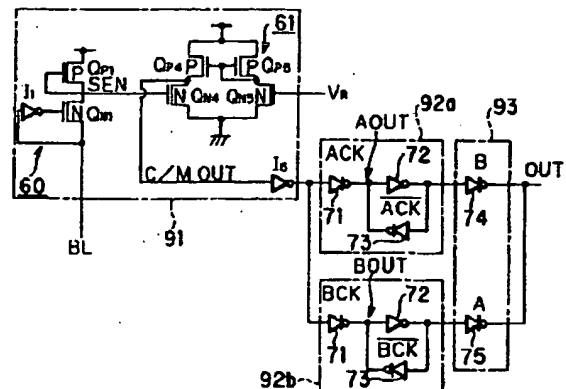 61
QP4 P
P QP5
P QP1
SEN
I1
N QN1
N QN4
QN5 N
VR
60
C/M OUT
I6
BL
91
92a
AOUT
93
ACK
72
B
OUT
71
ACK
73
74
BOUT
BCK
72
A
71
BCK
73
75
92b